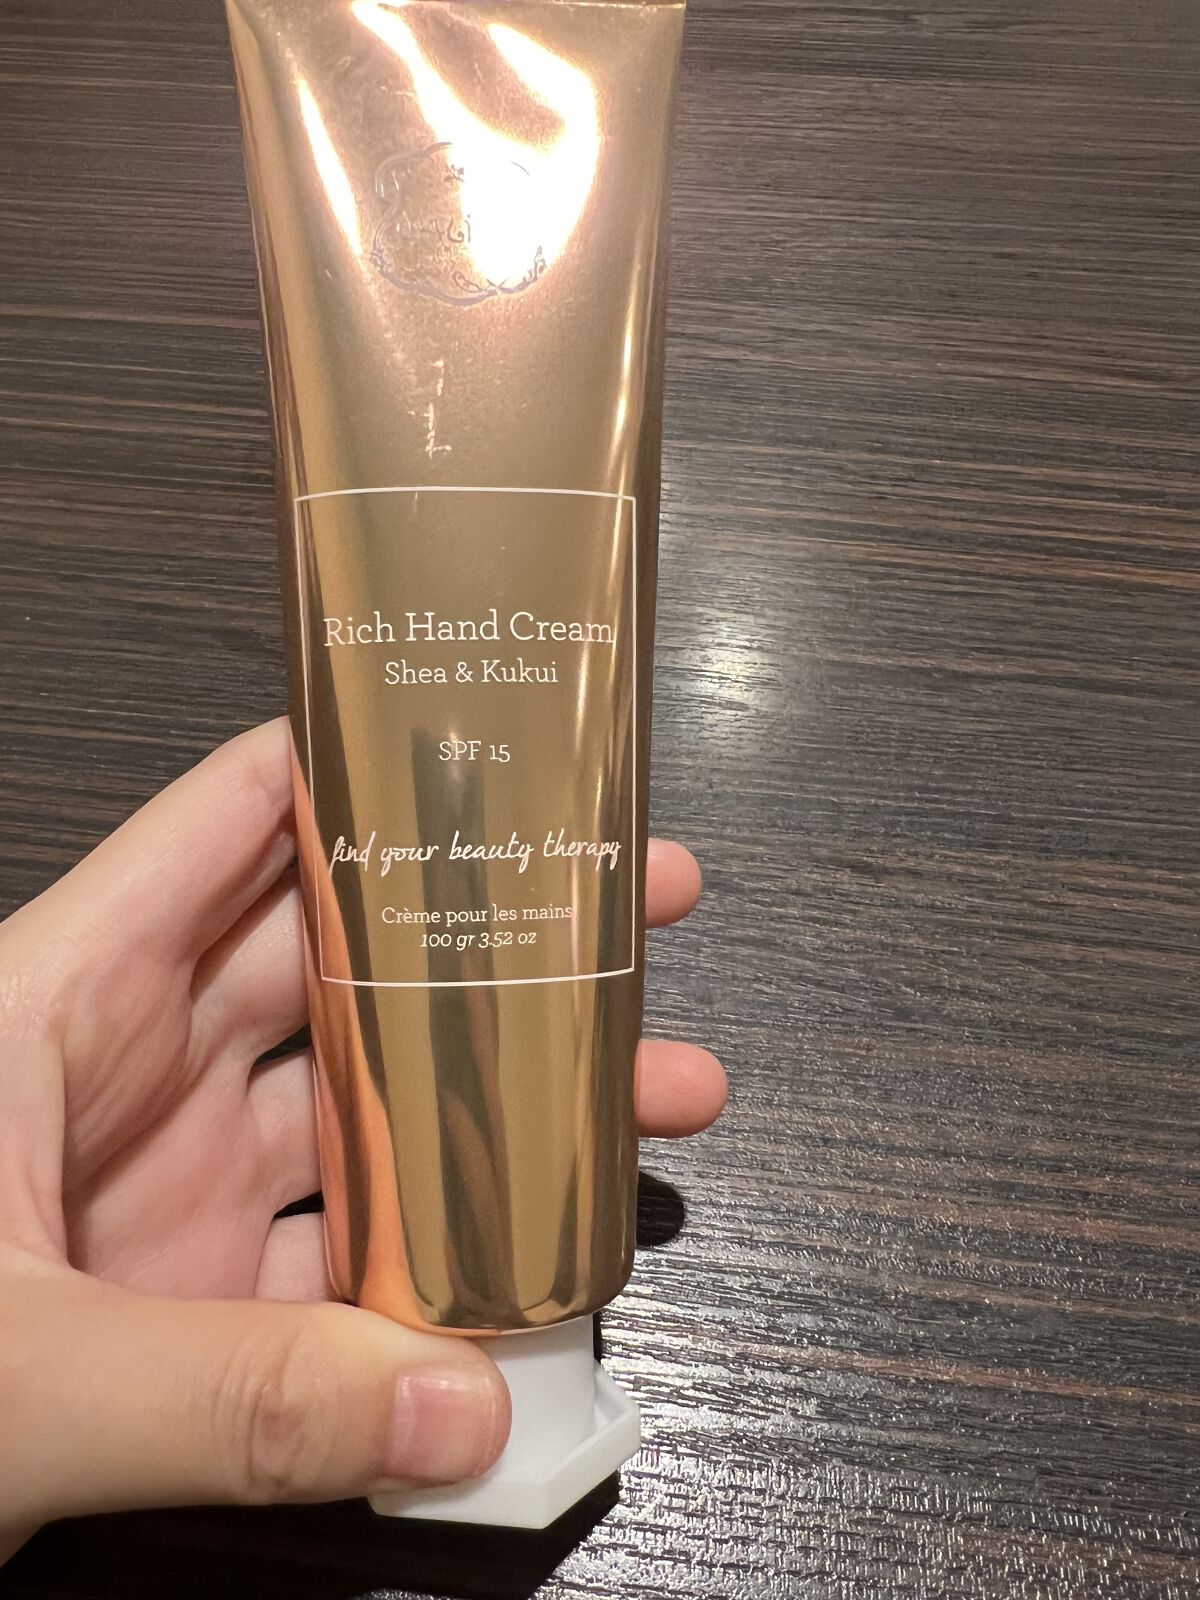 Rich Hand Cream
Shea & Kukui
SPF 15
find your beauty therapy
Crème pour les mains
100 gr 3.52 oz